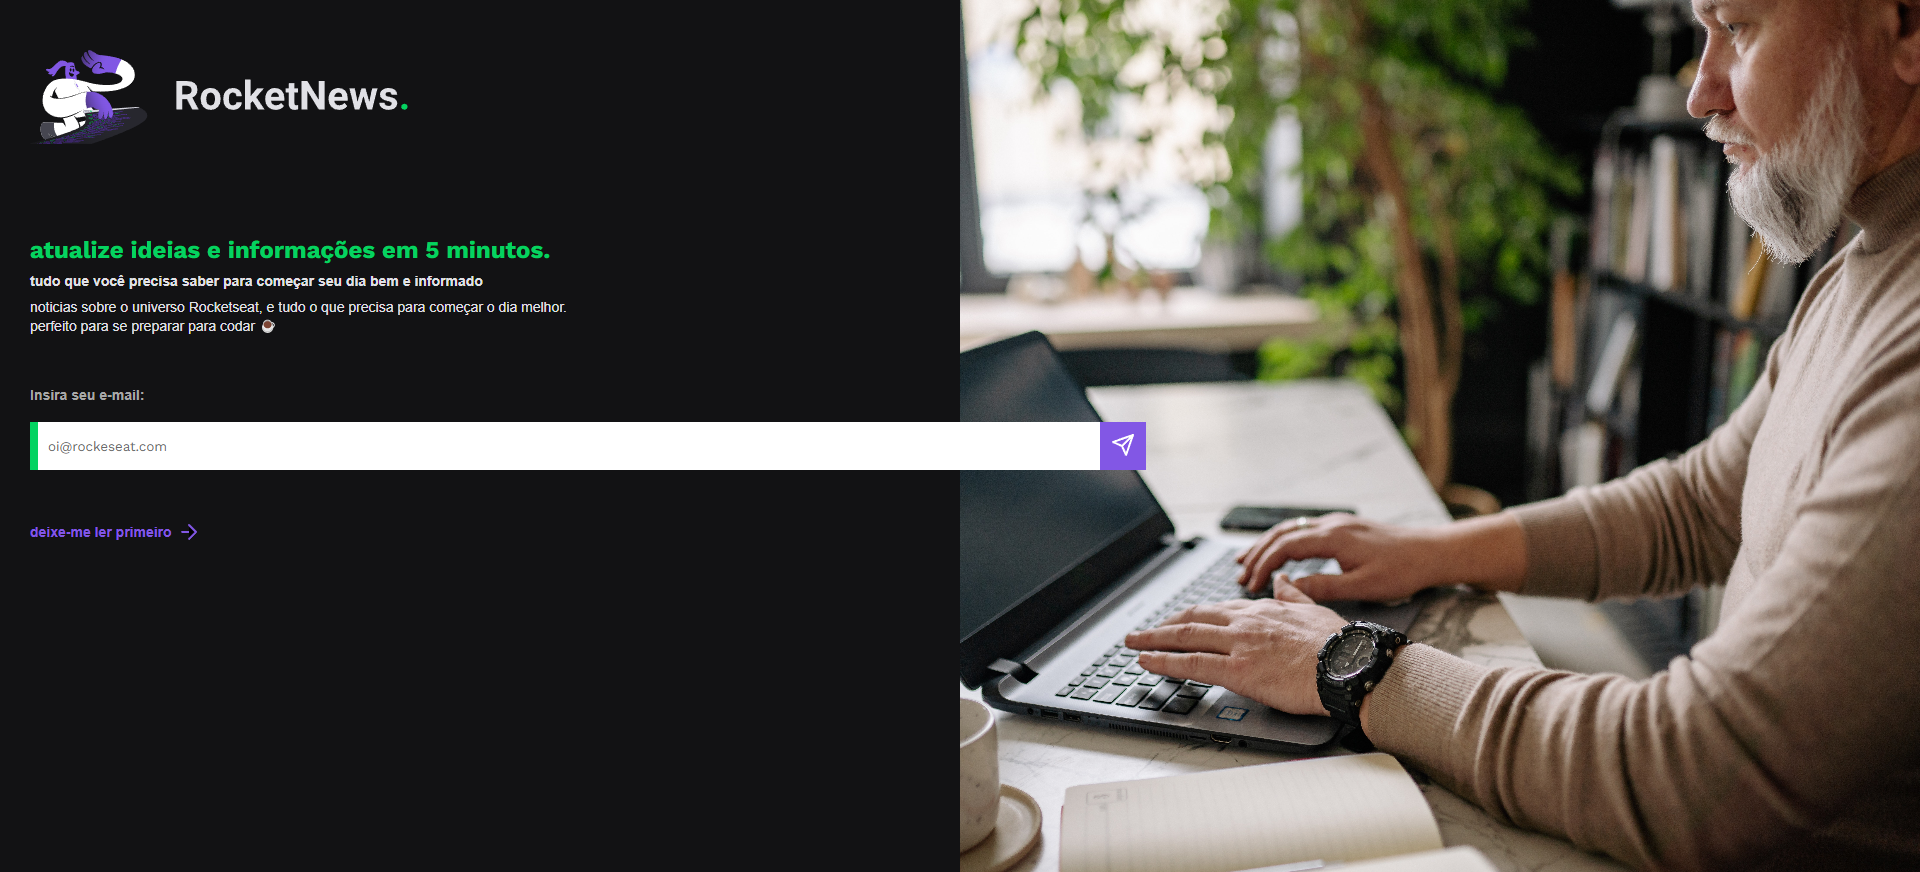 RocketNews.
atualize ideias e informações em 5 minutos.
tudo que você precisa saber para começar seu dia bem e informado
noticias sobre o universo Rocketseat, e tudo o que precisa para começar o dia melhor.
perfeito para se preparar para codar ☕
Insira seu e-mail:
oi@rockeseat.com
deixe-me ler primeiro